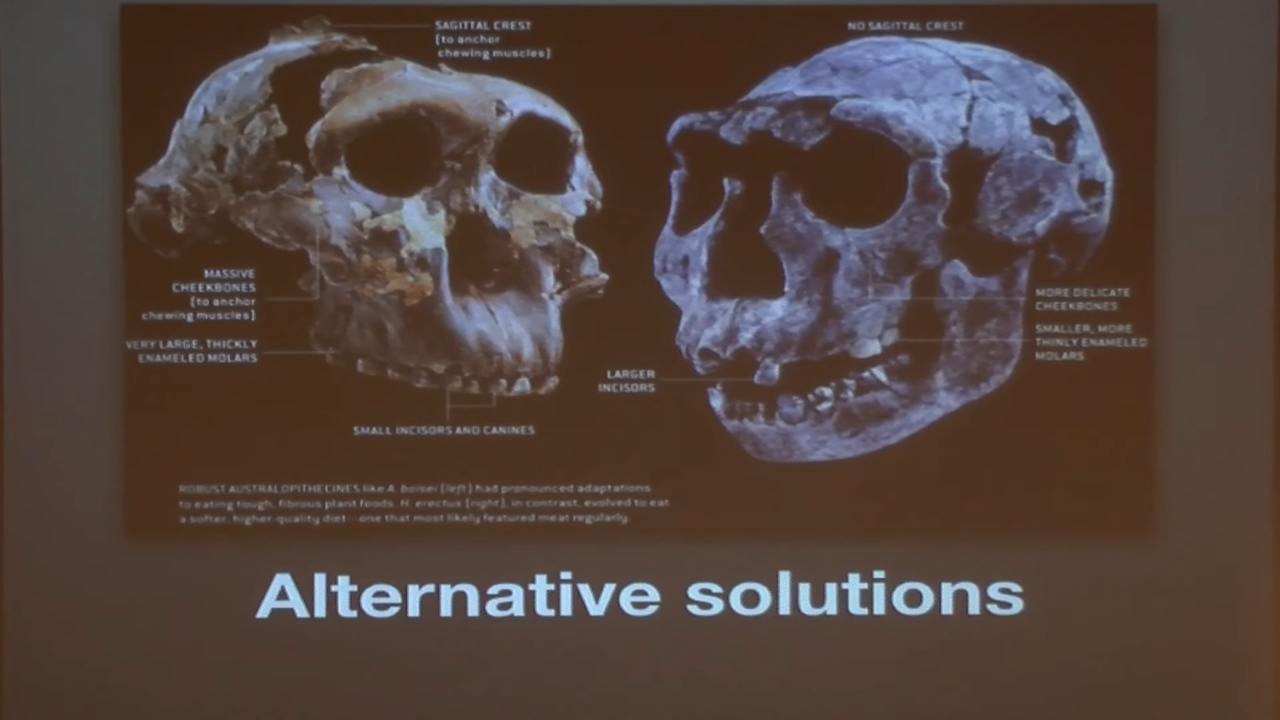 SAGITTAL CREST
[to anchor
chewing muscles]
NO SAGITTAL CREST
MASSIVE
CHEEKBONES
[to anchor
chewing muscles]
VERY LARGE, THICKLY
ENAMELED MOLARS
SMALL INCISORS AND CANINES
LARGER
INCISORS
MORE DELICATE
CHEEKBONES
SMALLER, MORE
THINLY ENAMELED
MOLARS
ROBUST AUSTRALOPITHECINES like A. boisei [left] had pronounced adaptations
to eating tough, fibrous plant foods. H. erectus [right], in contrast, evolved to eat
a softer, higher-quality diet—one that most likely featured meat regularly.
Alternative solutions